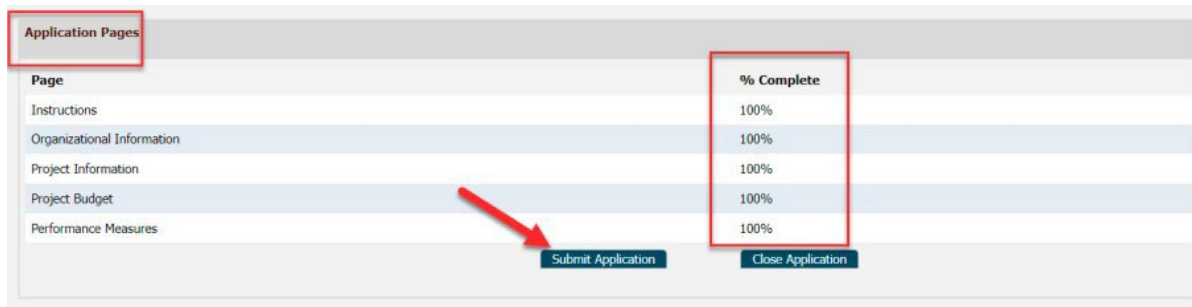 Application Pages
Page % Complete
Instructions 100%
Organizational Information 100%
Project Information 100%
Project Budget 100%
Performance Measures 100%
Submit Application Close Application